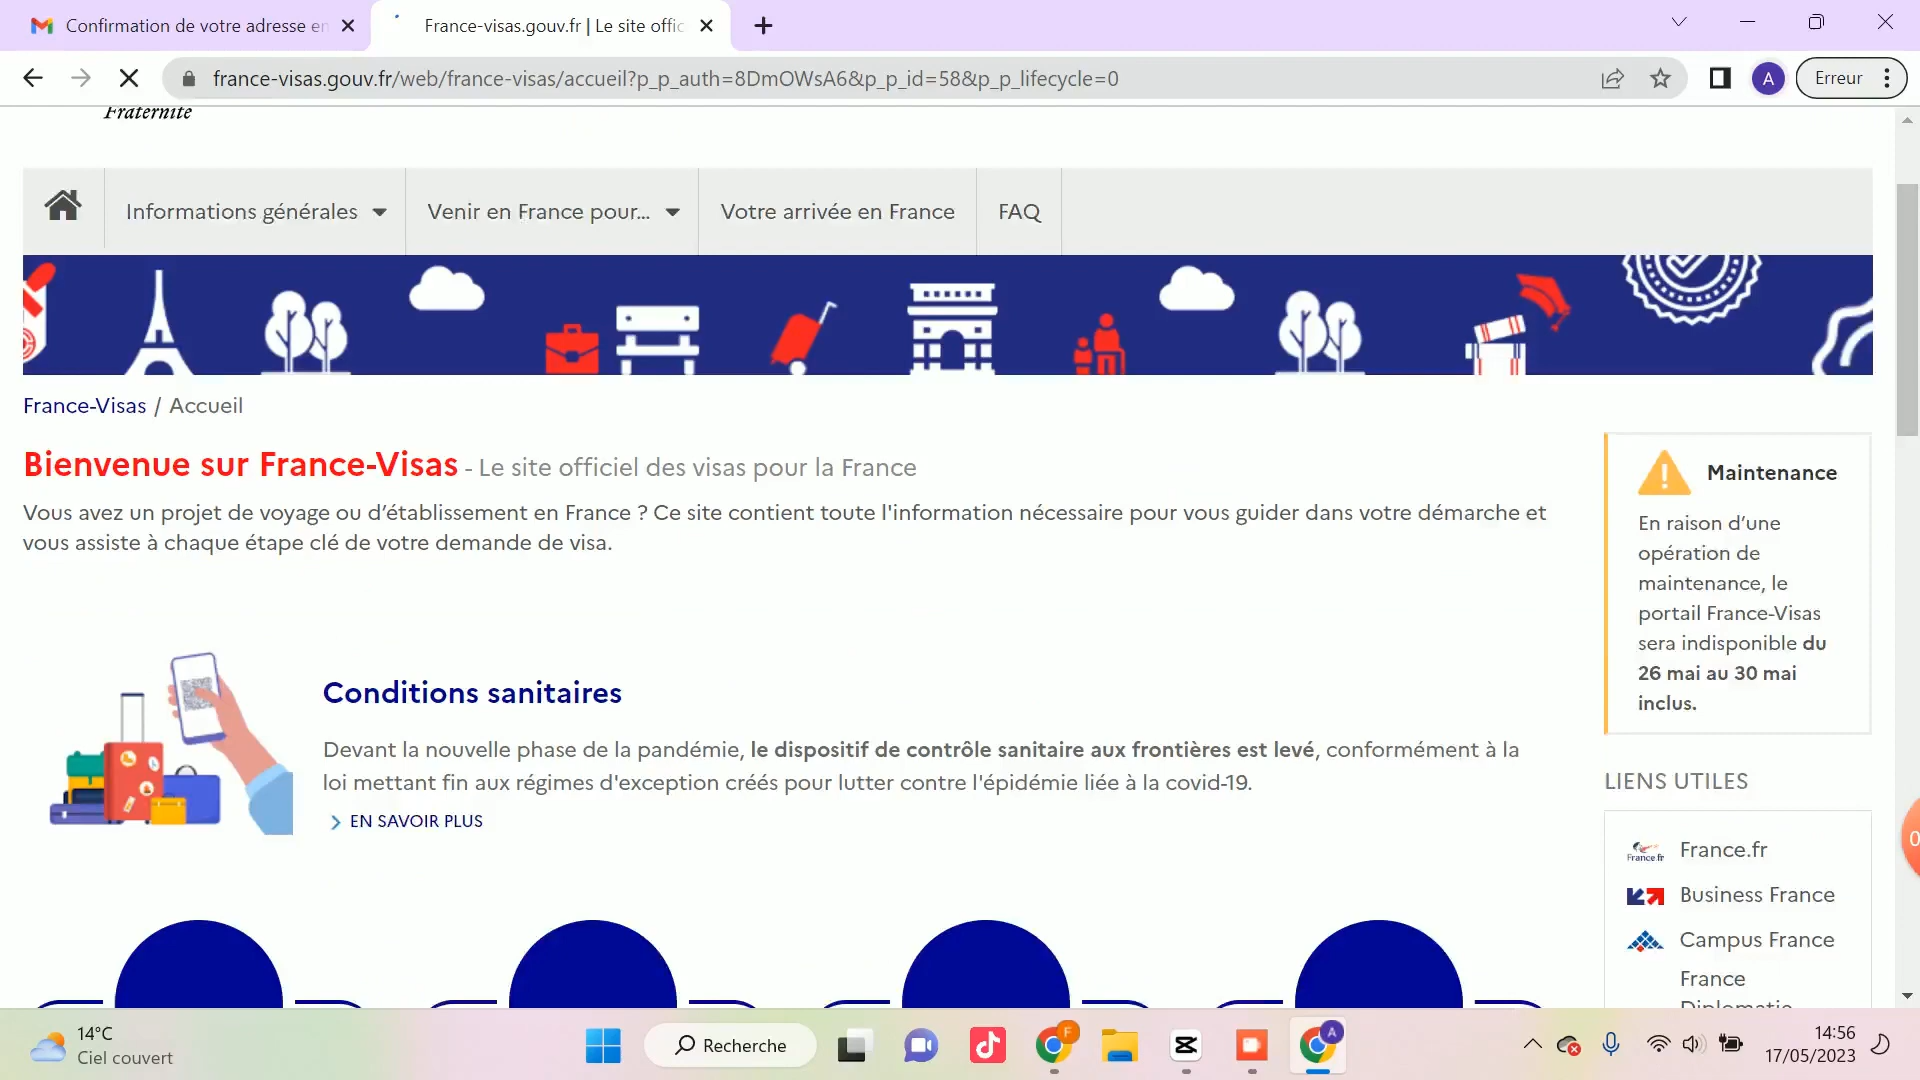 Confirmation de votre adresse en
France-visas.gouv.fr | Le site offic
france-visas.gouv.fr/web/france-visas/accueil?p_p_auth=8DmOWsA6&p_p_id=58&p_p_lifecycle=0
A
Erreur
Fraternité
Informations générales
Venir en France pour...
Votre arrivée en France
FAQ
France-Visas / Accueil
Bienvenue sur France-Visas - Le site officiel des visas pour la France
Vous avez un projet de voyage ou d’établissement en France ? Ce site contient toute l'information nécessaire pour vous guider dans votre démarche et
vous assiste à chaque étape clé de votre demande de visa.
Maintenance
En raison d’une
opération de
maintenance, le
portail France-Visas
sera indisponible du
26 mai au 30 mai
inclus.
Conditions sanitaires
Devant la nouvelle phase de la pandémie, le dispositif de contrôle sanitaire aux frontières est levé, conformément à la
loi mettant fin aux régimes d'exception créés pour lutter contre l'épidémie liée à la covid-19.
EN SAVOIR PLUS
LIENS UTILES
France.fr
France.fr
Business France
Campus France
France
Diplomatie
0
14°C
Ciel couvert
Recherche
F
A
14:56
17/05/2023